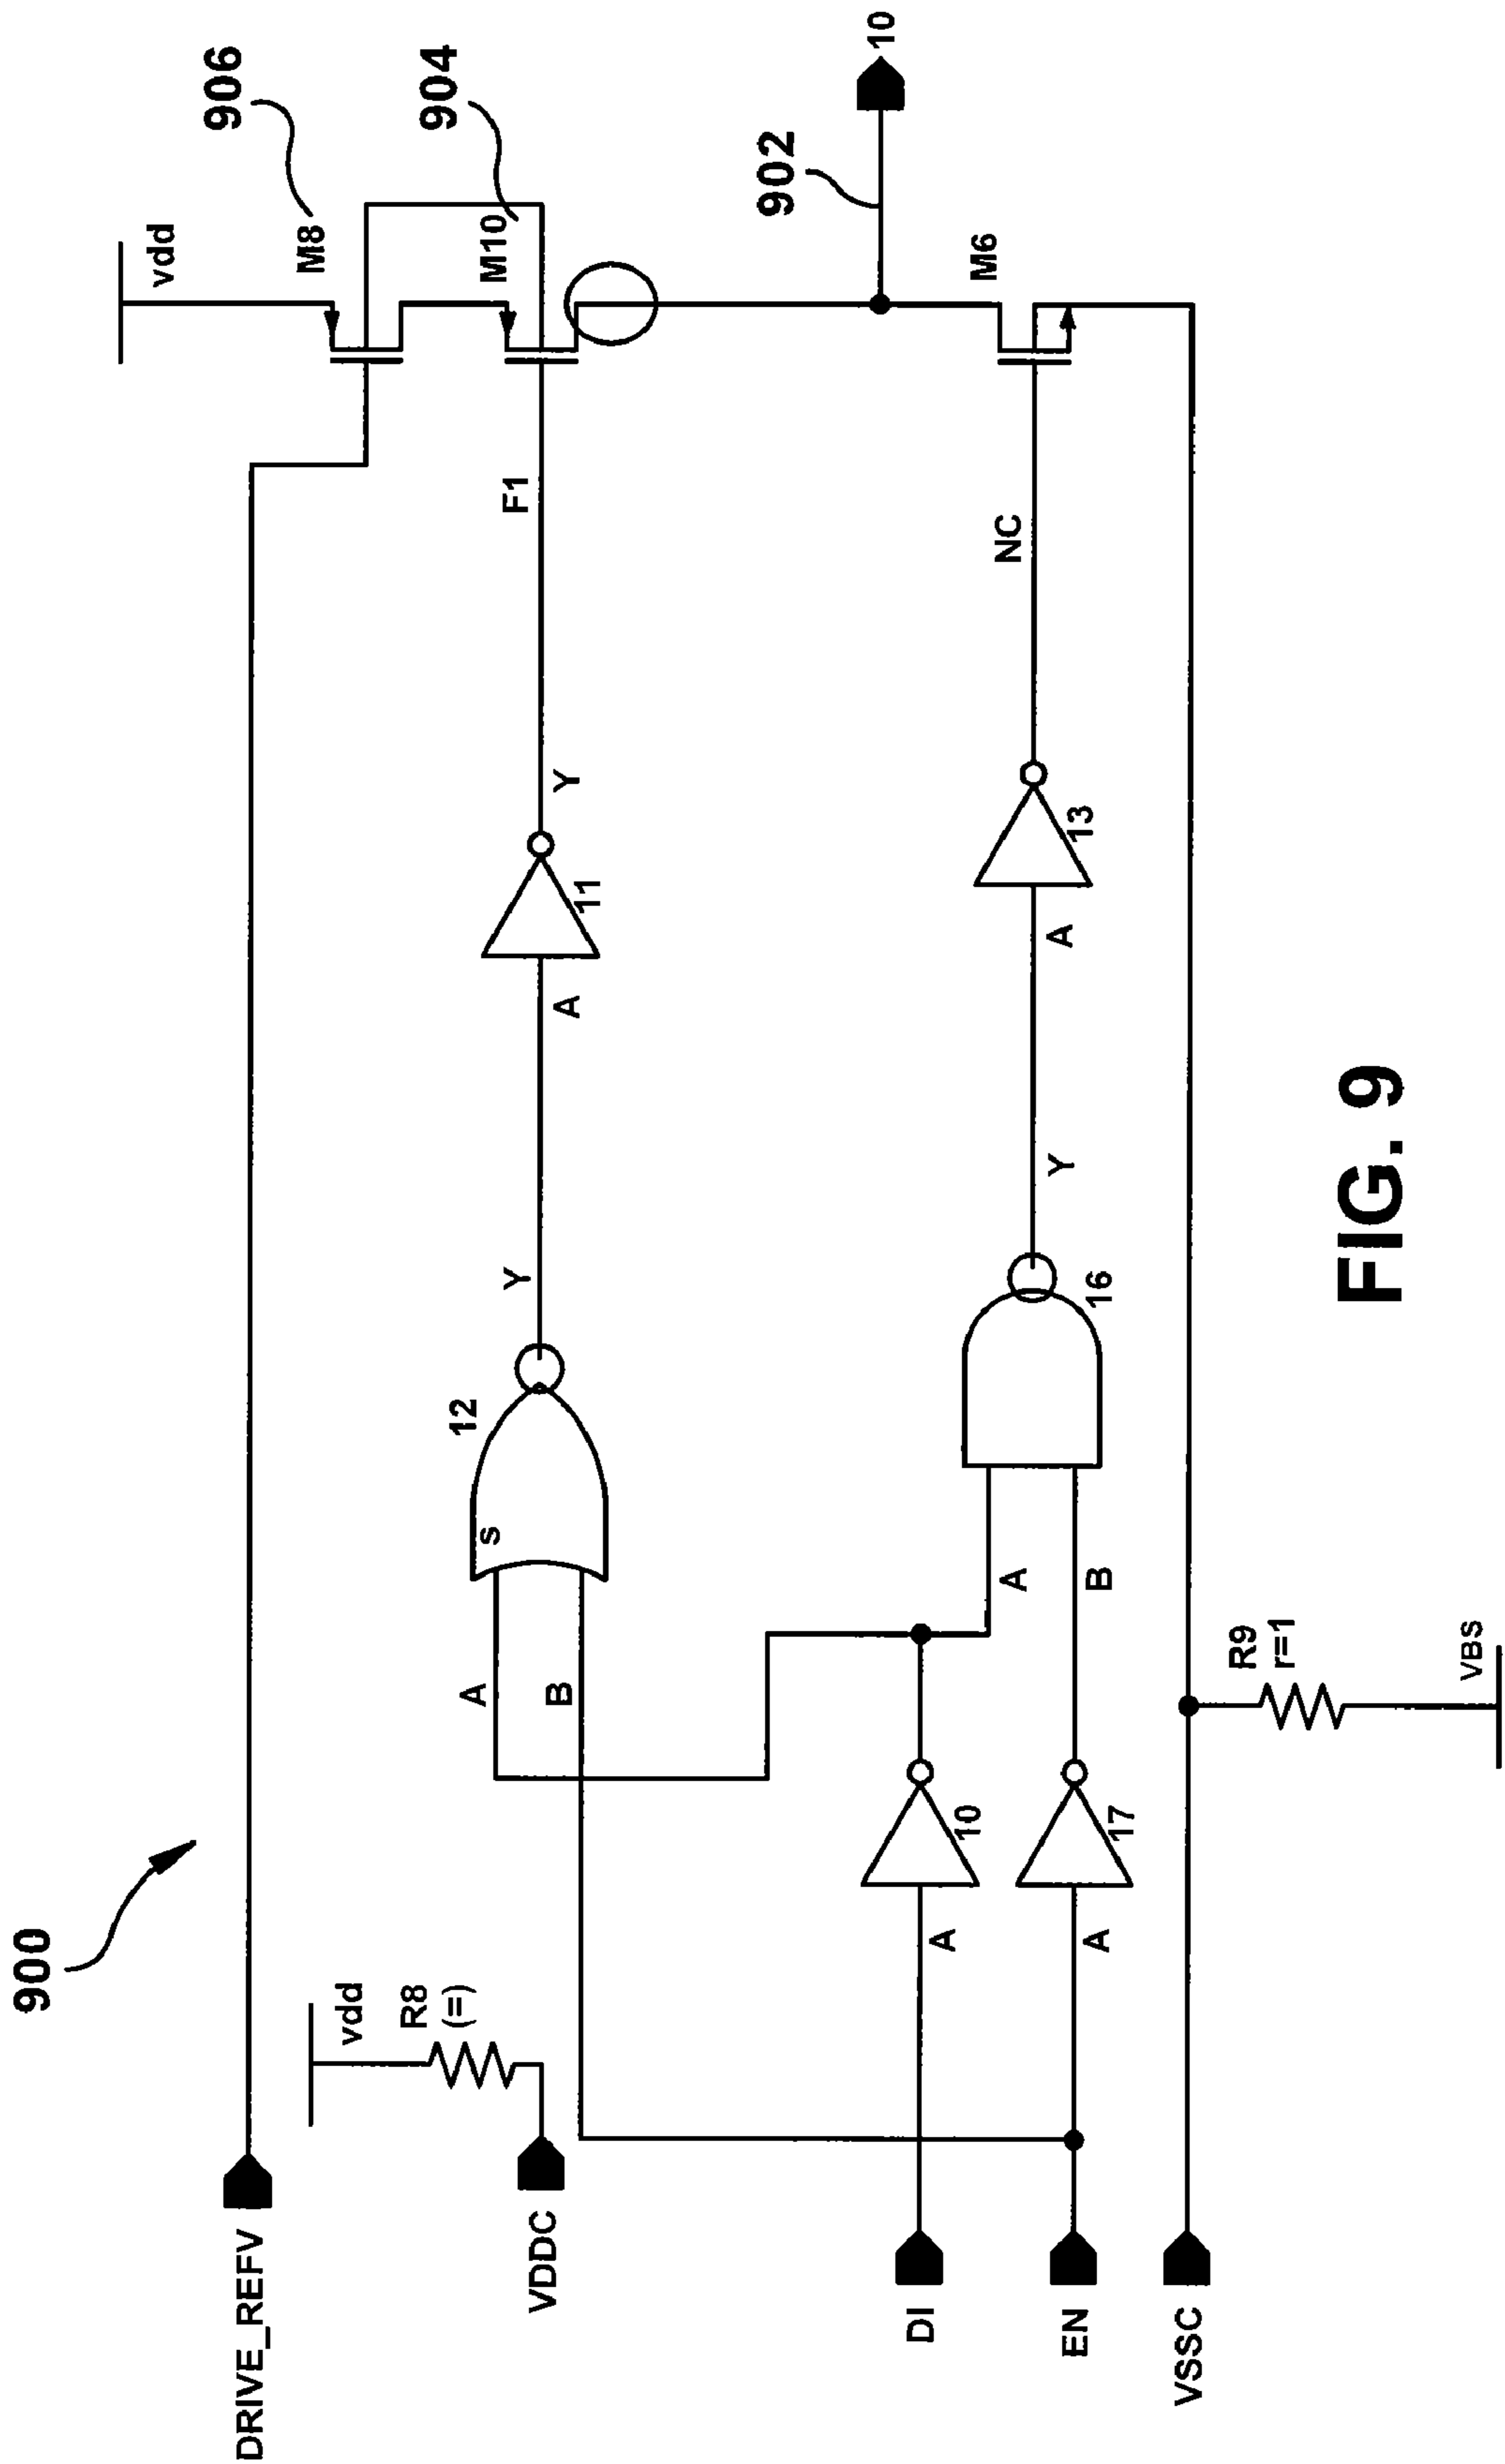 900
DRIVE_REFV
vdd
R8
(=)
VDDC
DI
EN
VSSC
A
B
12
s
Y
A
11
Y
F1
vdd
M8
906
M10
904
902
10
M6
A
10
A
17
A
B
16
Y
A
13
NC
R9
r=1
VBS
FIG. 9